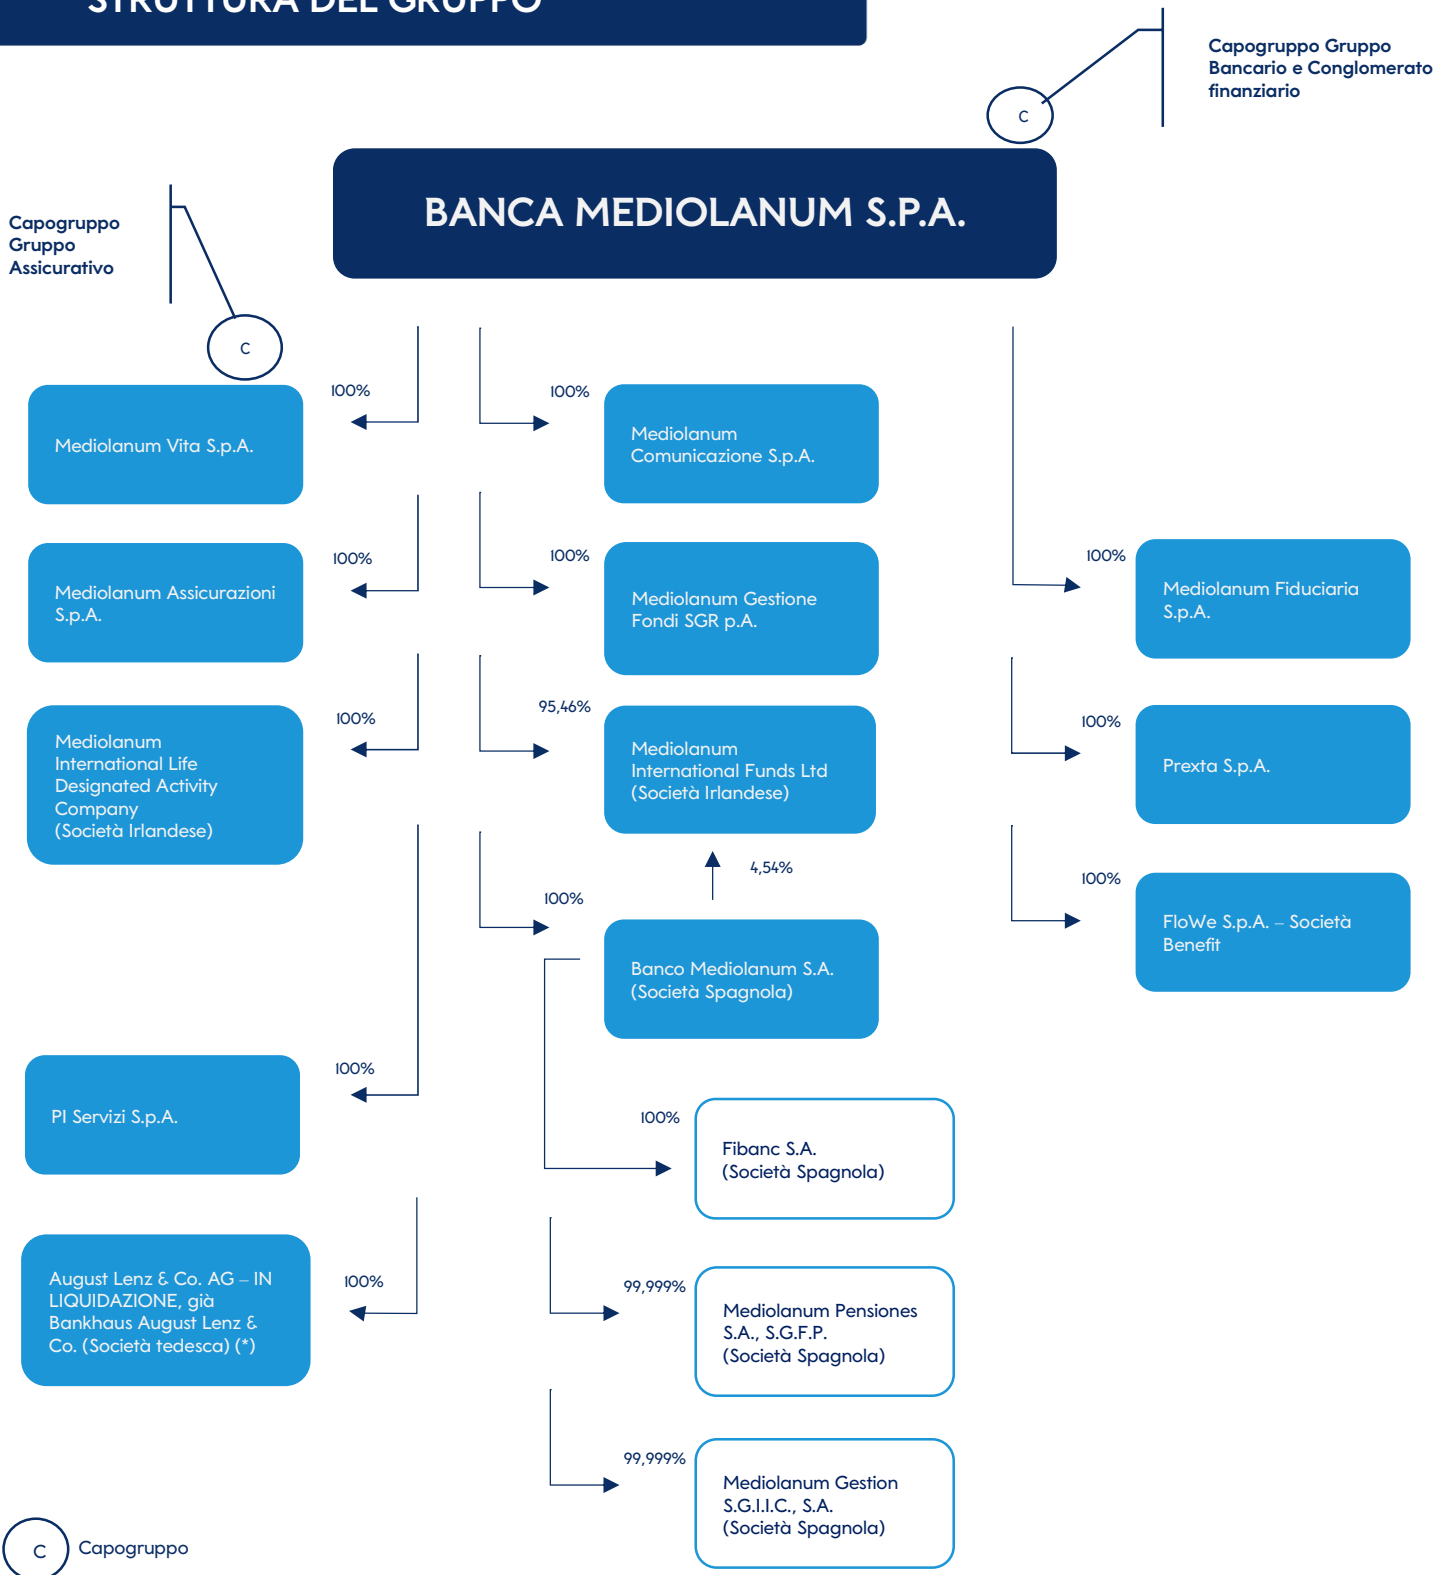 STRUTTURA DEL GRUPPO
Capogruppo Gruppo
Bancario e Conglomerato
finanziario
C
BANCA MEDIOLANUM S.P.A.
Capogruppo
Gruppo
Assicurativo
C
100%
Mediolanum Vita S.p.A.
100%
Mediolanum
Comunicazione S.p.A.
100%
Mediolanum Assicurazioni
S.p.A.
100%
Mediolanum Gestione
Fondi SGR p.A.
100%
Mediolanum Fiduciaria
S.p.A.
100%
Mediolanum
International Life
Designated Activity
Company
(Società Irlandese)
95,46%
Mediolanum
International Funds Ltd
(Società Irlandese)
100%
Prexta S.p.A.
4,54%
100%
Banco Mediolanum S.A.
(Società Spagnola)
100%
FloWe S.p.A. – Società
Benefit
100%
PI Servizi S.p.A.
100%
Fibanc S.A.
(Società Spagnola)
100%
August Lenz & Co. AG – IN
LIQUIDAZIONE, già
Bankhaus August Lenz &
Co. (Società tedesca) (*)
99,999%
Mediolanum Pensiones
S.A., S.G.F.P.
(Società Spagnola)
99,999%
Mediolanum Gestion
S.G.I.I.C., S.A.
(Società Spagnola)
C
Capogruppo